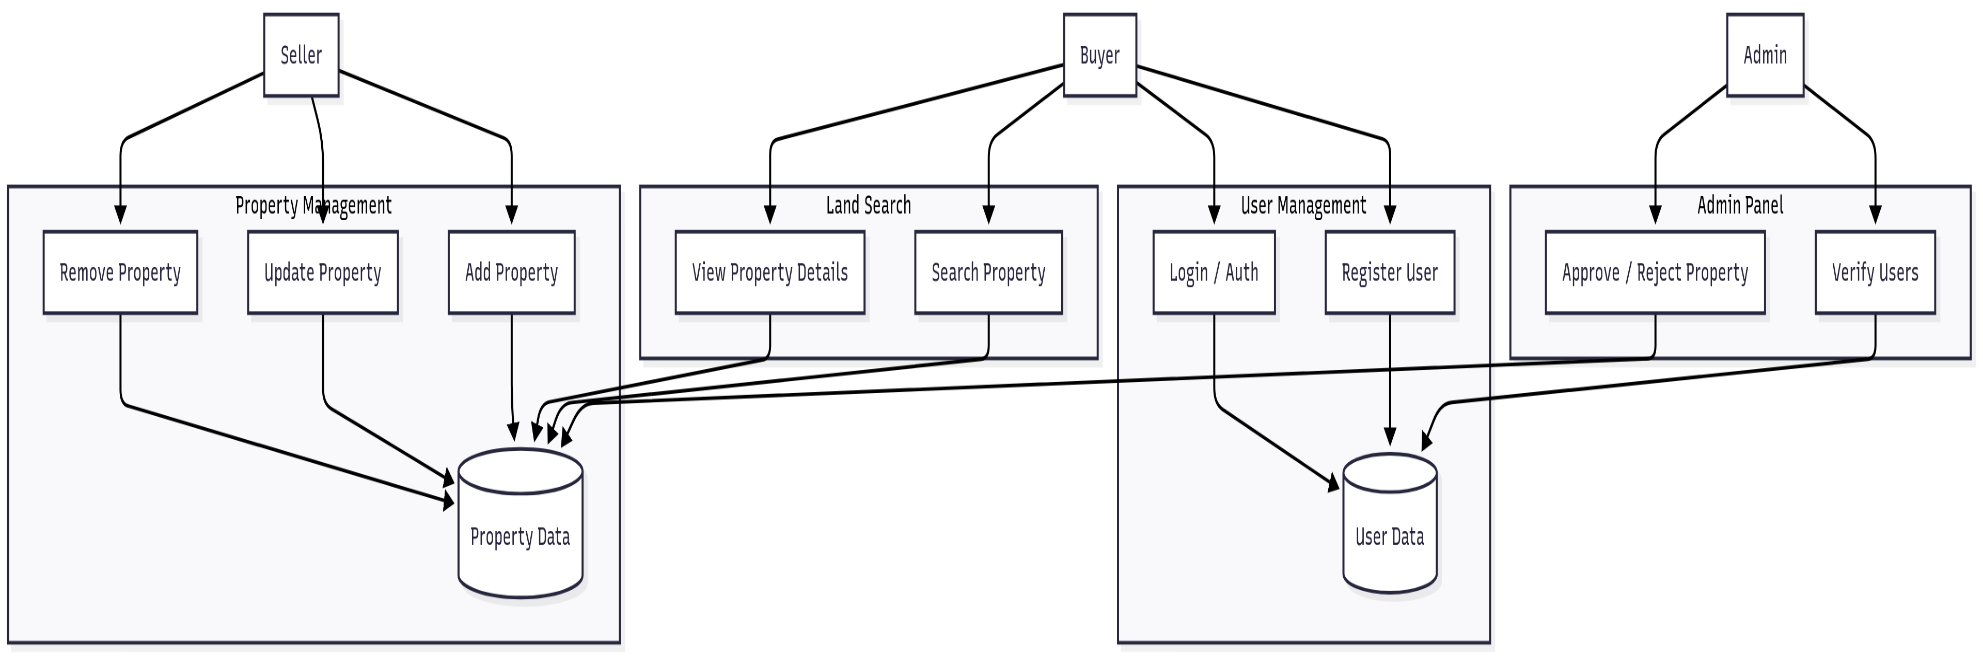 Seller
Buyer
Admin
Property Management
Land Search
User Management
Admin Panel
Remove Property
Update Property
Add Property
View Property Details
Search Property
Login / Auth
Register User
Approve / Reject Property
Verify Users
Property Data
User Data